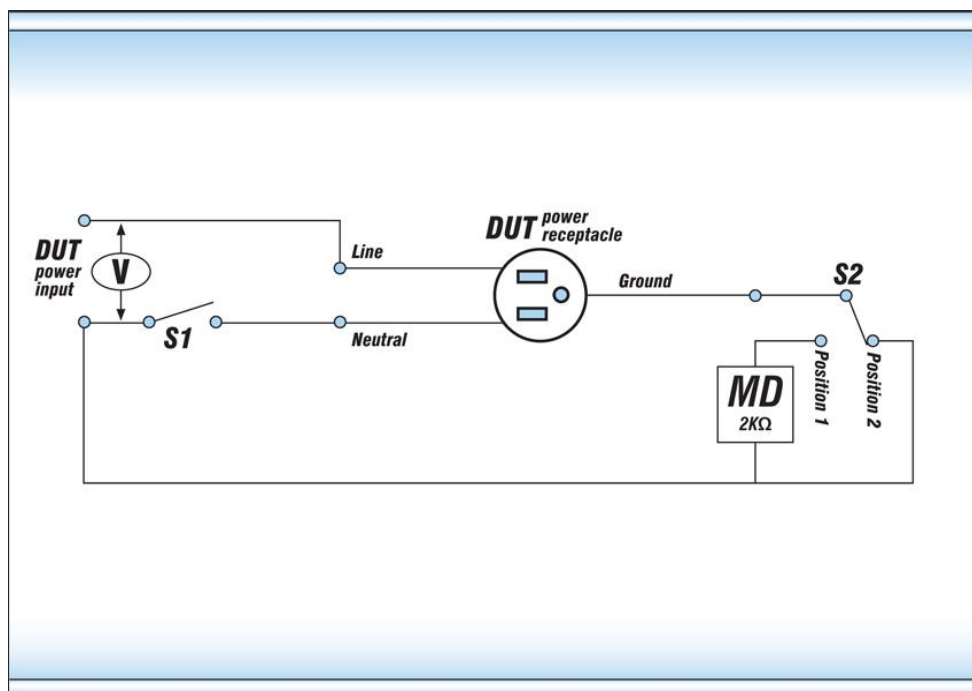 DUT
power
input
V
S1
Line
Neutral
DUT power
receptacle
Ground
S2
MD
2KΩ
Position 1
Position 2